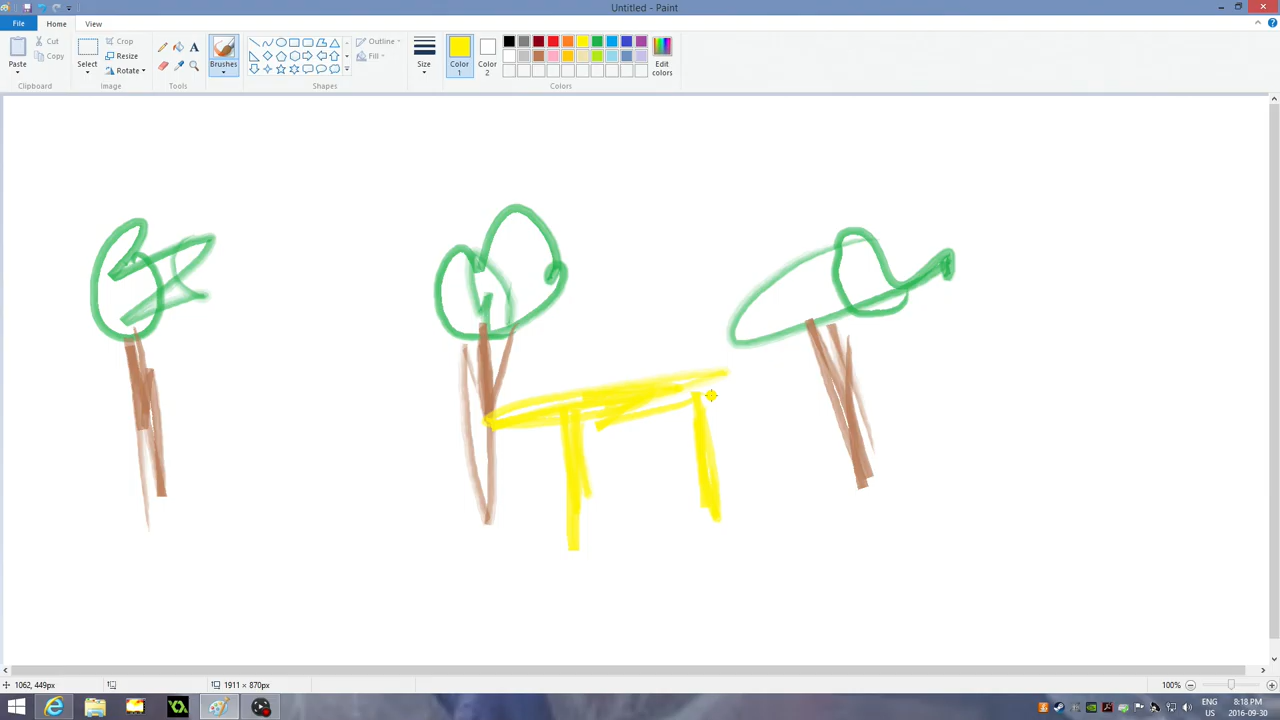 Untitled - Paint
File Home View
Paste
Cut
Copy
Clipboard
Select
Crop
Resize
Rotate
Image
A
Tools
Brushes
Outline
Fill
Shapes
Size
Color 1
Color 2
Edit colors
Colors
1062, 449px
1911 × 870px
100%
ENG
US
8:18 PM
2016-09-30